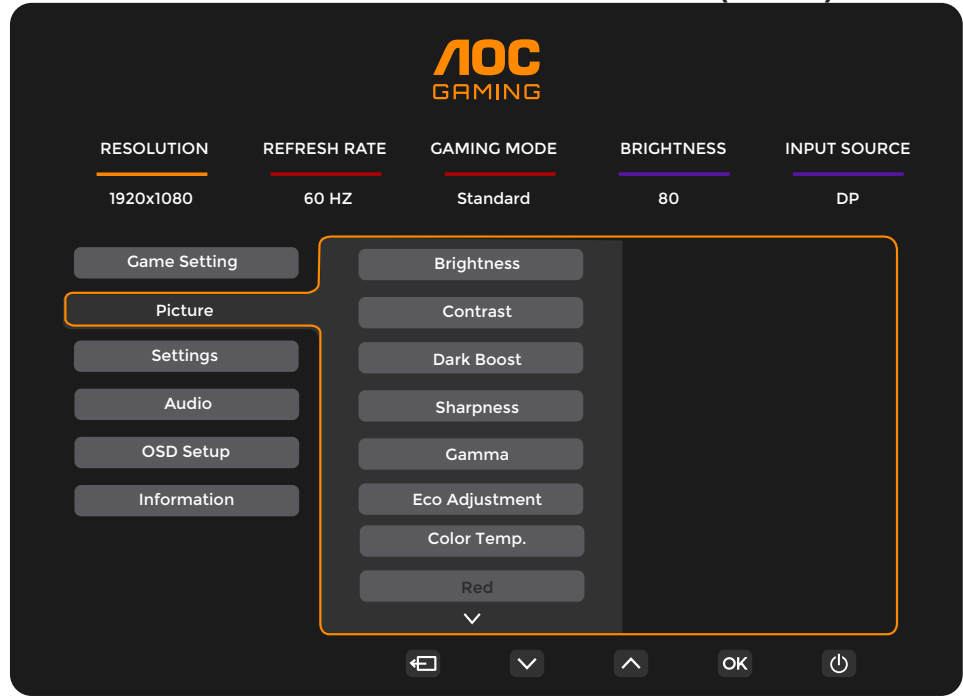 AOC
GAMING
RESOLUTION REFRESH RATE GAMING MODE BRIGHTNESS INPUT SOURCE
1920x1080 60 HZ Standard 80 DP
Game Setting
Picture
Settings
Audio
OSD Setup
Information
Brightness
Contrast
Dark Boost
Sharpness
Gamma
Eco Adjustment
Color Temp.
Red
OK